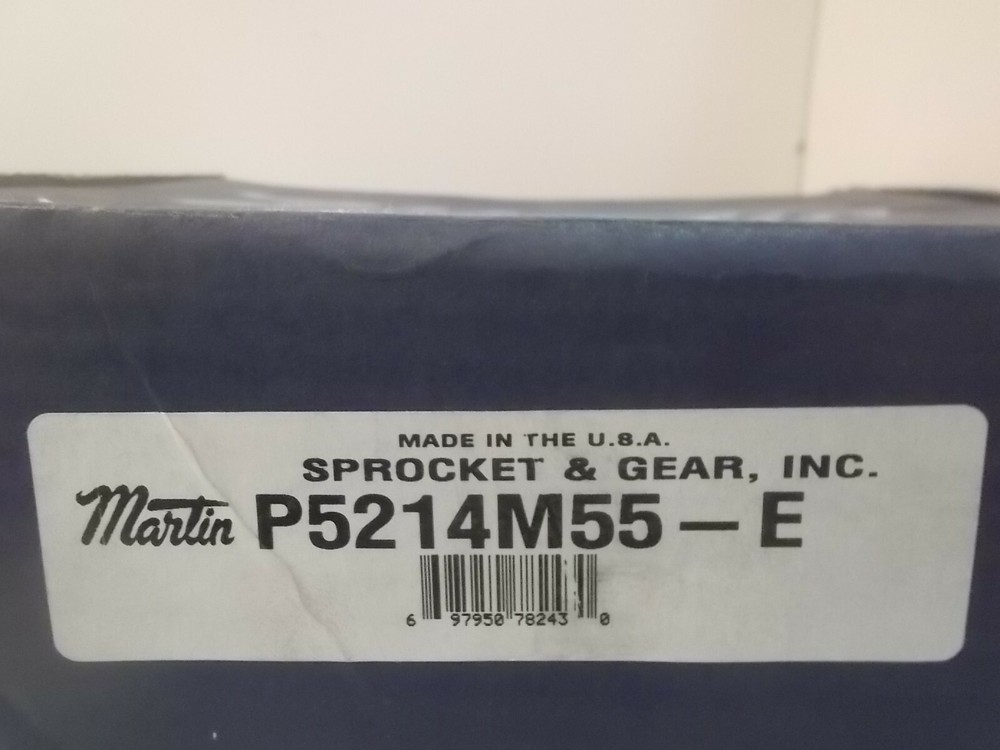 MADE IN THE U.S.A.
SPROCKET & GEAR, INC.
Martin P5214M55 — E
6 97950 78243 0